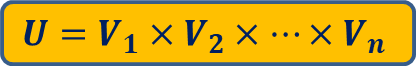 U = V₁ × V₂ × ⋯ × Vₙ